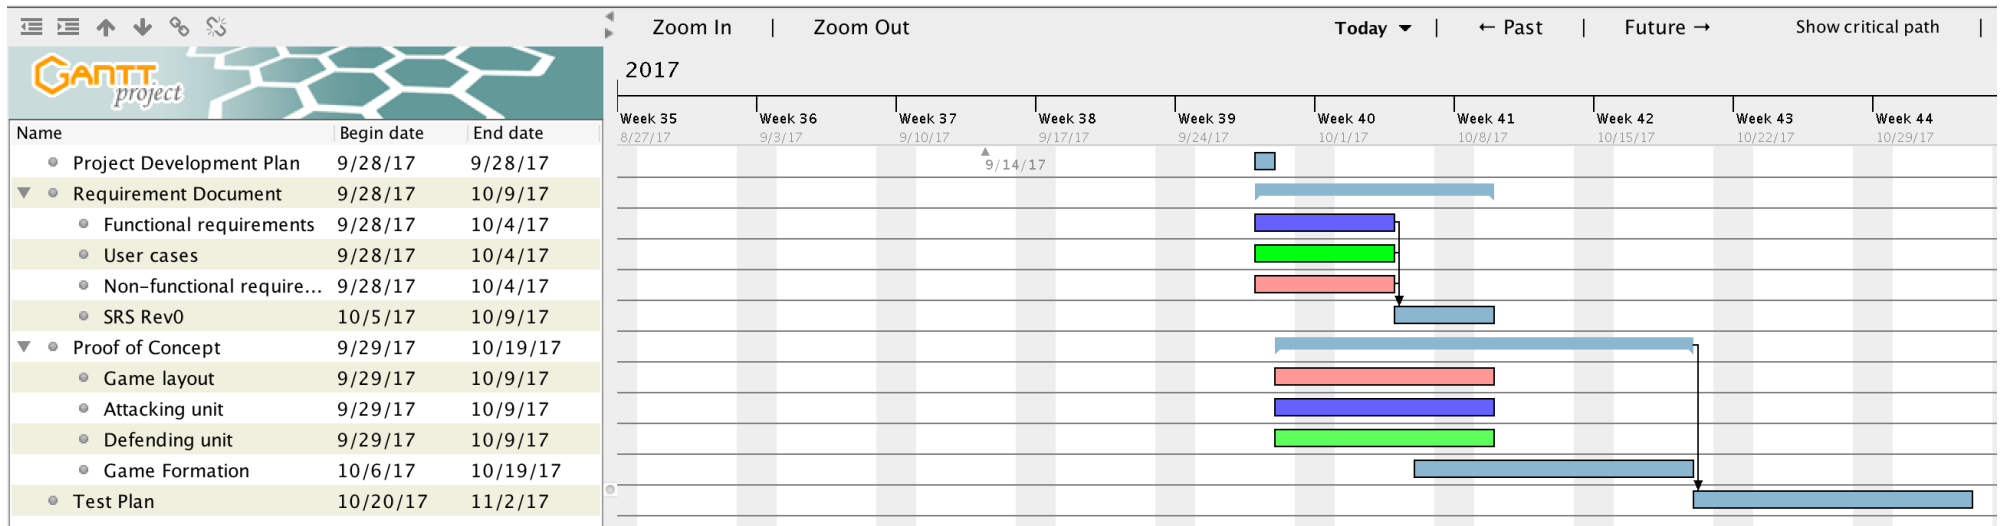 Zoom In | Zoom Out Today | ← Past | Future → Show critical path |
GANTT project
2017
Week 35 Week 36 Week 37 Week 38 Week 39 Week 40 Week 41 Week 42 Week 43 Week 44
8/27/17 9/3/17 9/10/17 9/17/17 9/24/17 10/1/17 10/8/17 10/15/17 10/22/17 10/29/17
Name Begin date End date
Project Development Plan 9/28/17 9/28/17 9/14/17
Requirement Document 9/28/17 10/9/17
Functional requirements 9/28/17 10/4/17
User cases 9/28/17 10/4/17
Non-functional require... 9/28/17 10/4/17
SRS Rev0 10/5/17 10/9/17
Proof of Concept 9/29/17 10/19/17
Game layout 9/29/17 10/9/17
Attacking unit 9/29/17 10/9/17
Defending unit 9/29/17 10/9/17
Game Formation 10/6/17 10/19/17
Test Plan 10/20/17 11/2/17